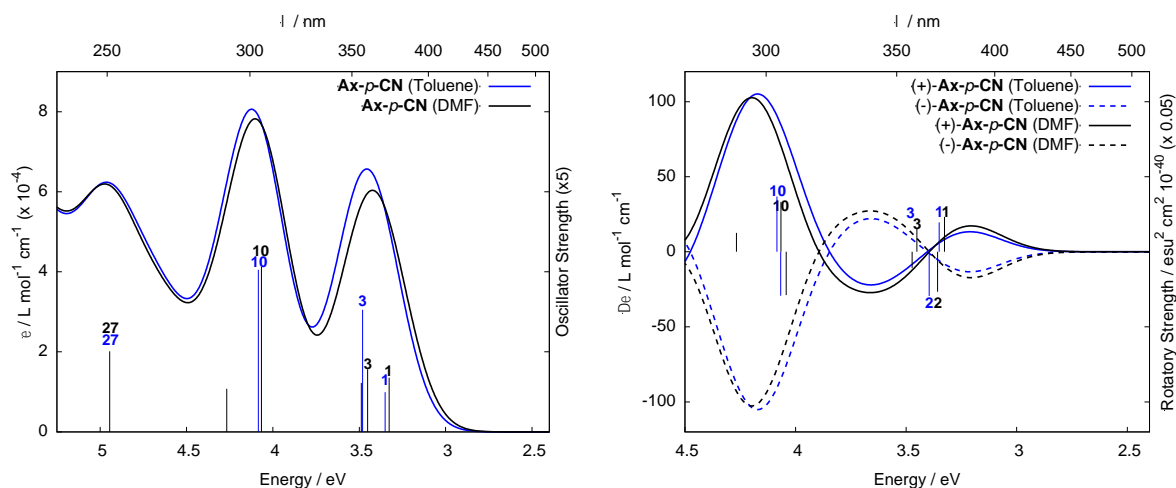 l / nm
250 300 350 400 450 500
Ax-p-CN (Toluene)
Ax-p-CN (DMF)
8
6
4
2
0
e / L mol-1 cm-1 (x 10-4)
Oscillator Strength (x5)
10
10
3
27
27
3
1
1
5 4.5 4 3.5 3 2.5
Energy / eV
l / nm
300 350 400 450 500
(+)-Ax-p-CN (Toluene)
(-)-Ax-p-CN (Toluene)
(+)-Ax-p-CN (DMF)
(-)-Ax-p-CN (DMF)
100
50
0
-50
-100
De / L mol-1 cm-1
Rotatory Strength / esu2 cm2 10-40 (x 0.05)
10
10
3
3
1 1
2 2
4.5 4 3.5 3 2.5
Energy / eV